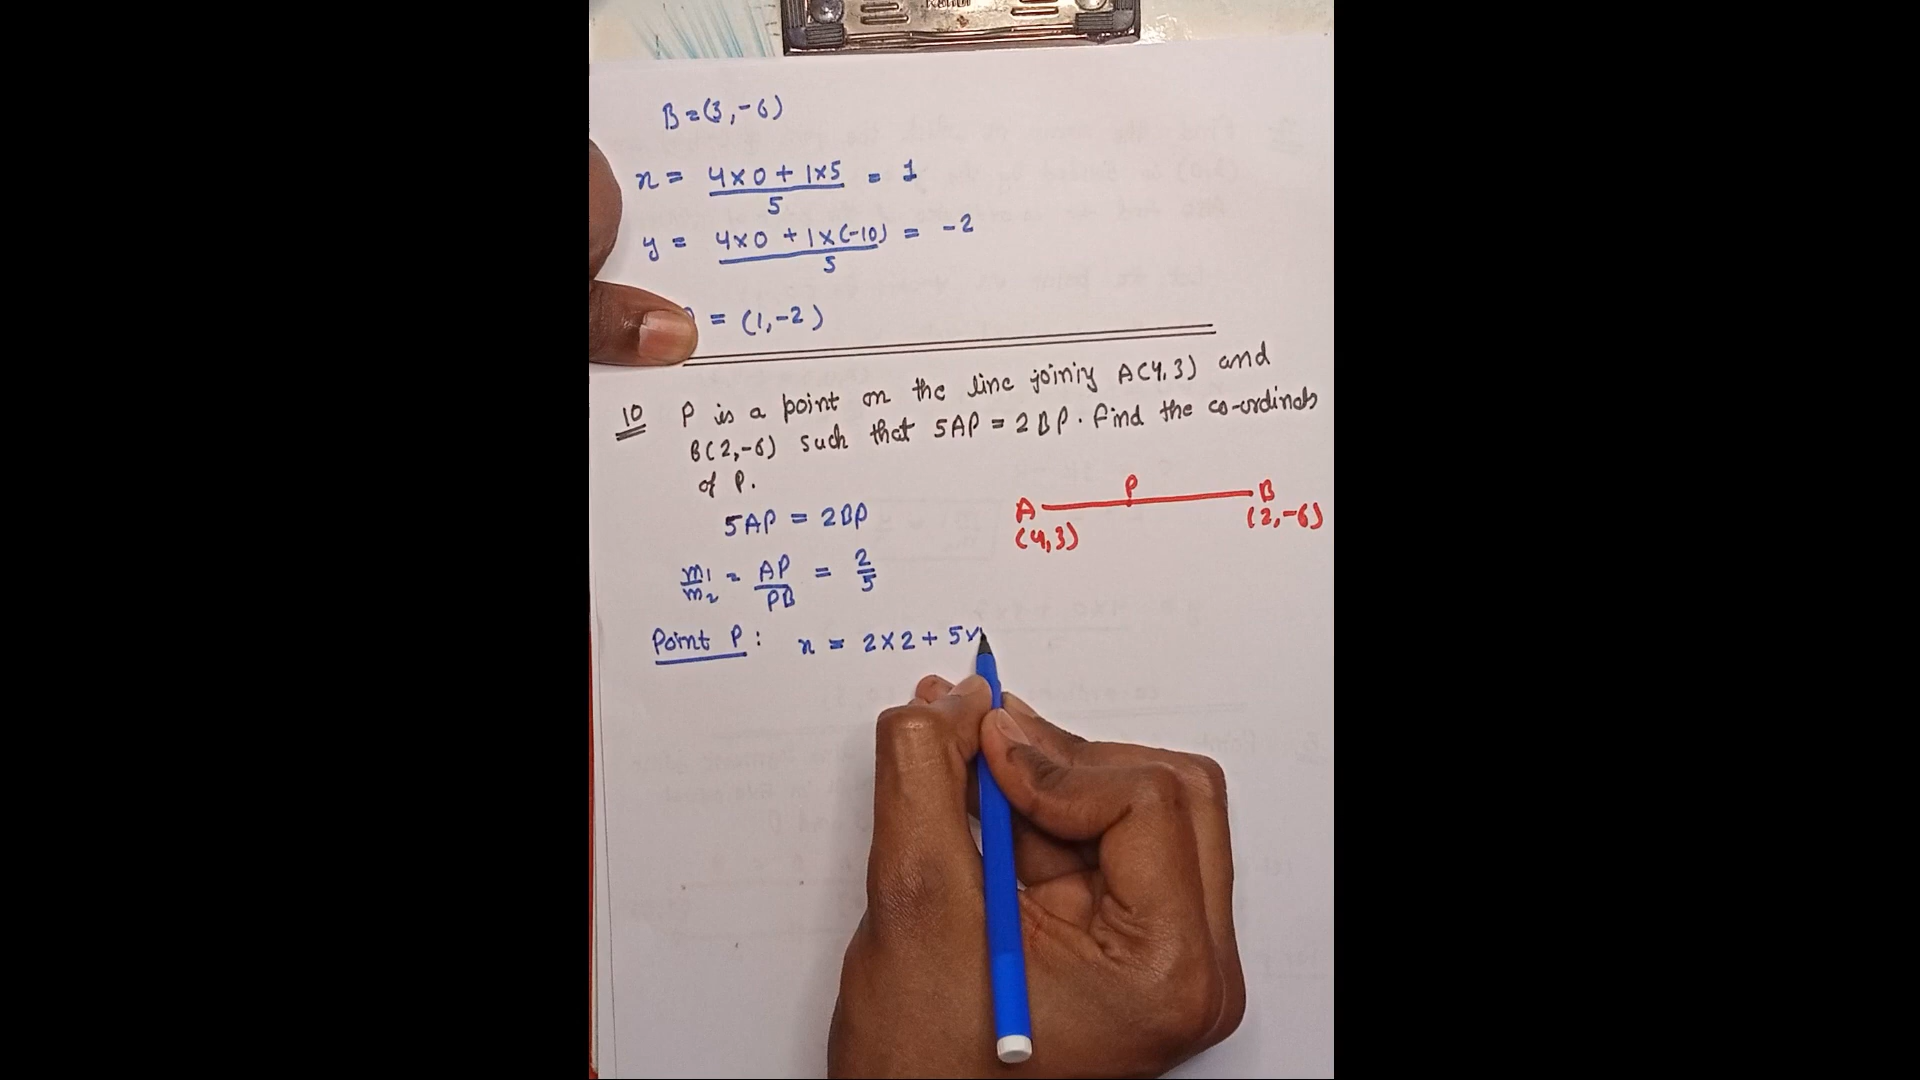 B = (3, -6)
x = 4×0 + 1×5 / 5 = 1
y = 4×0 + 1×(-10) / 5 = -2
= (1, -2)
10 P is a point on the line joining A(4,3) and
B(2,-6) such that 5AP = 2BP. Find the co-ordinats
of P.
A P B
(4,3) (2,-6)
5AP = 2BP
m1/m2 = AP/PB = 2/5
Point P: x = 2×2 + 5×